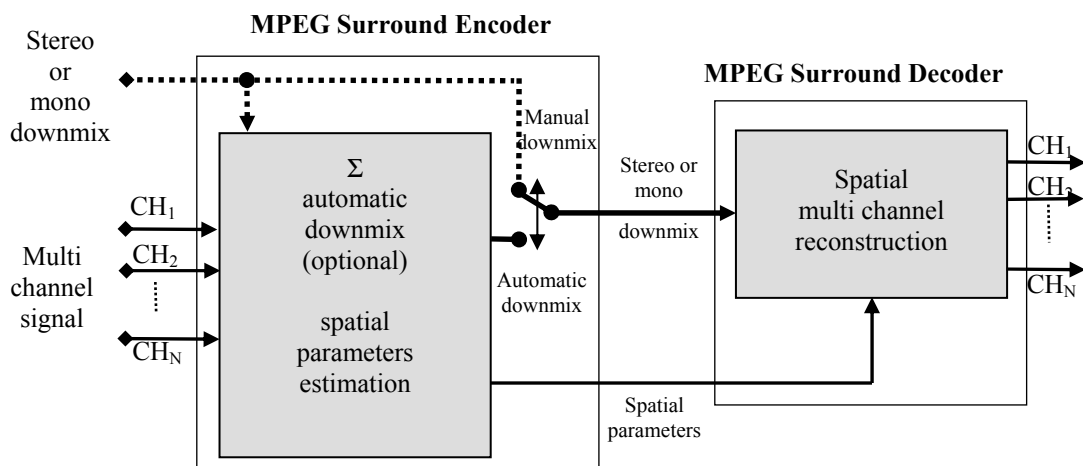 MPEG Surround Encoder
Stereo
or
mono
downmix
MPEG Surround Decoder
Manual
downmix
Σ
automatic
downmix
(optional)
spatial
parameters
estimation
CH1
CH2
CHN
Multi
channel
signal
Automatic
downmix
Stereo or
mono
downmix
Spatial
parameters
Spatial
multi channel
reconstruction
CH1
CH2
CHN